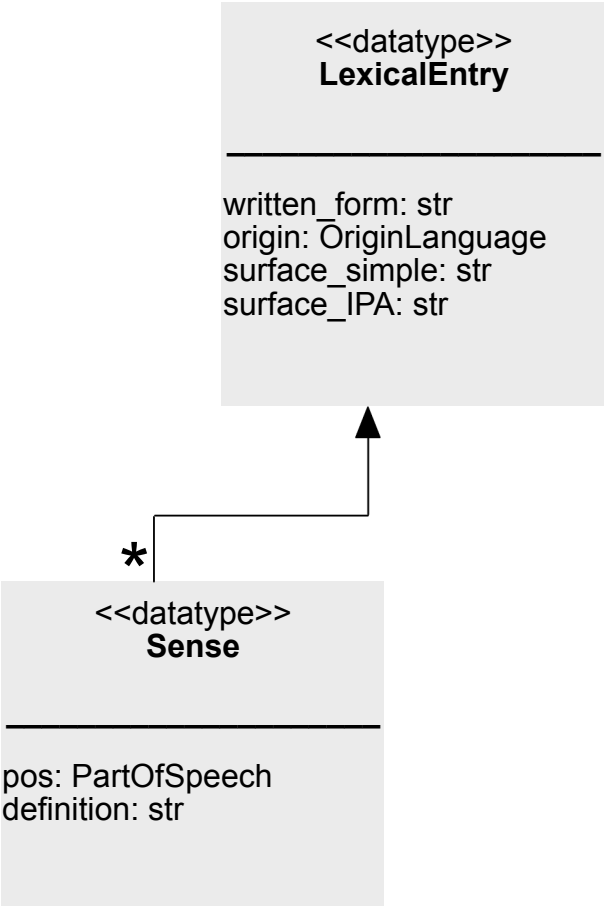 <<datatype>>
LexicalEntry
written_form: str
origin: OriginLanguage
surface_simple: str
surface_IPA: str
*
<<datatype>>
Sense
pos: PartOfSpeech
definition: str